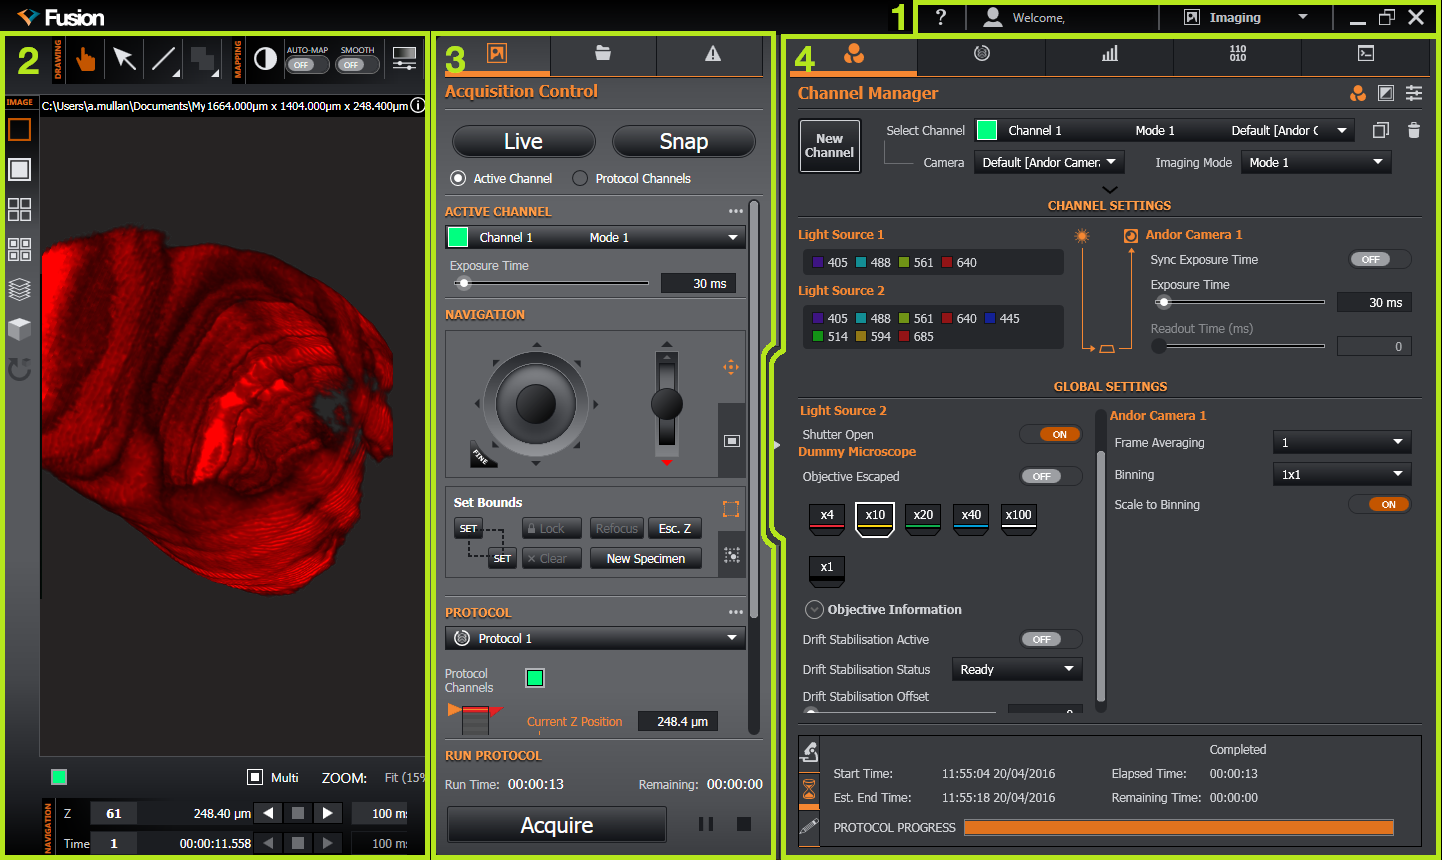 Fusion
1
?
Welcome,
Imaging
2
DRAWING
MAPPING
AUTO-MAP
OFF
SMOOTH
OFF
IMAGE
C:\Users\a.mullan\Documents\My 1664.000µm x 1404.000µm x 248.400µm
Multi
ZOOM:
Fit (15%
NAVIGATION
Z
61
248.40 µm
100 ms
Time
1
00:00:11.558
100 ms
3
Acquisition Control
Live
Snap
Active Channel
Protocol Channels
ACTIVE CHANNEL
Channel 1
Mode 1
Exposure Time
30 ms
NAVIGATION
FINE
Set Bounds
SET
Lock
Refocus
Esc. Z
SET
Clear
New Specimen
PROTOCOL
Protocol 1
Protocol
Channels
Current Z Position
248.4 µm
RUN PROTOCOL
Run Time: 00:00:13
Remaining: 00:00:00
Acquire
4
110
010
Channel Manager
New
Channel
Select Channel
Channel 1
Mode 1
Default [Andor C
Camera
Default [Andor Camera
Imaging Mode
Mode 1
CHANNEL SETTINGS
Light Source 1
405 488 561 640
Light Source 2
405 488 561 640 445
514 594 685
Andor Camera 1
Sync Exposure Time
OFF
Exposure Time
30 ms
Readout Time (ms)
0
GLOBAL SETTINGS
Light Source 2
Shutter Open
ON
Dummy Microscope
Objective Escaped
OFF
x4
x10
x20
x40
x100
x1
Objective Information
Drift Stabilisation Active
OFF
Drift Stabilisation Status
Ready
Drift Stabilisation Offset
Andor Camera 1
Frame Averaging
1
Binning
1x1
Scale to Binning
ON
Completed
Start Time:
11:55:04 20/04/2016
Elapsed Time:
00:00:13
Est. End Time:
11:55:18 20/04/2016
Remaining Time:
00:00:00
PROTOCOL PROGRESS